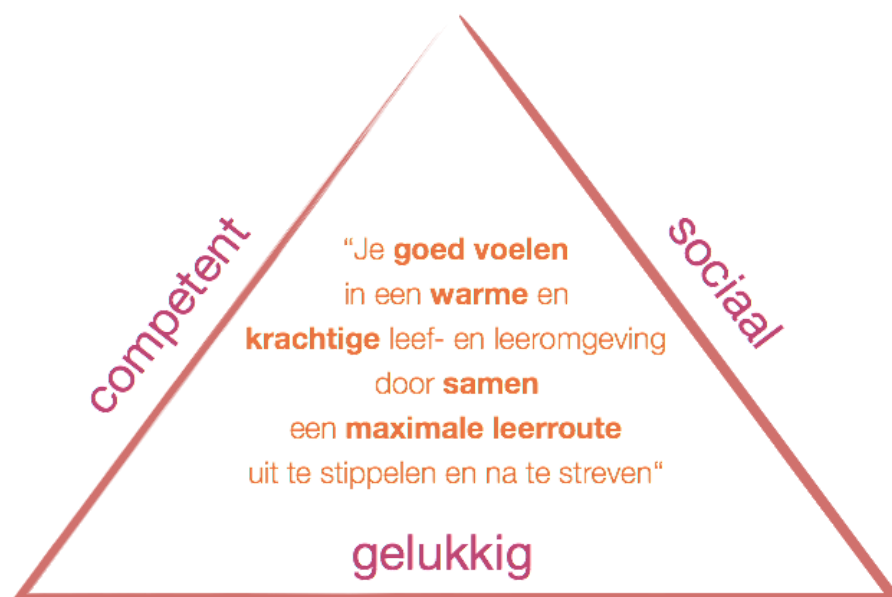 competent
sociaal
“Je goed voelen
in een warme en
krachtige leef- en leeromgeving
door samen
een maximale leerroute
uit te stippelen en na te streven“
gelukkig